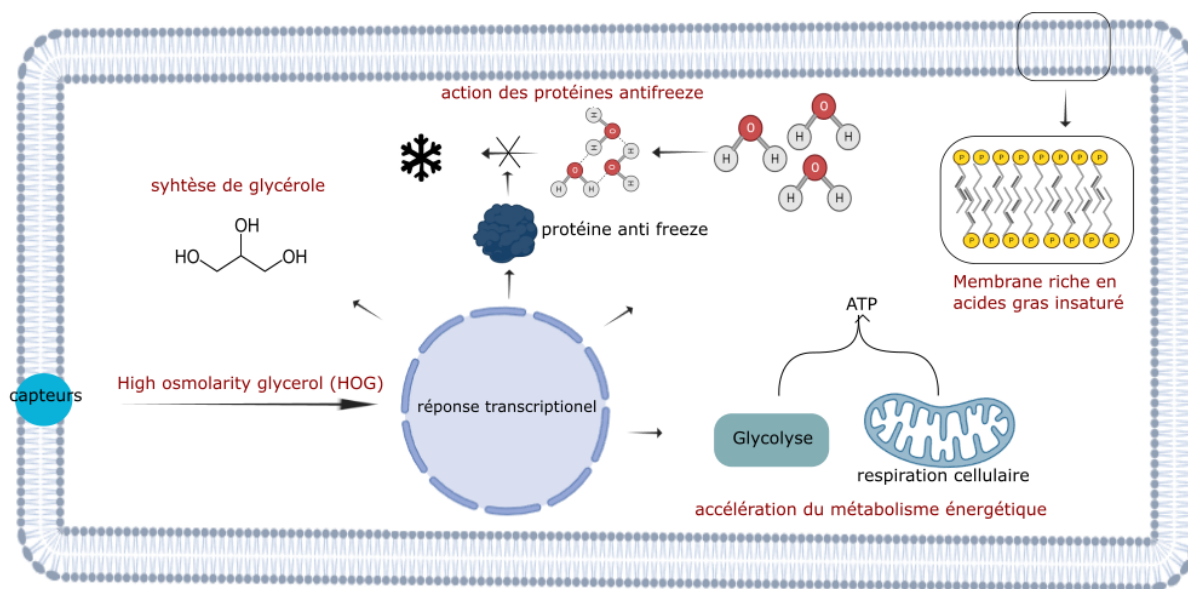 action des protéines antifreeze
H
O
H
H
O
H
O
H
H
O
H
H
O
H
H
O
H
H
O
H
H
P P P P P P P P
syhtèse de glycérole
OH
HO
OH
protéine anti freeze
P P P P P P P P
Membrane riche en
acides gras insaturé
ATP
High osmolarity glycerol (HOG)
capteurs
réponse transcriptionel
Glycolyse
respiration cellulaire
accélération du métabolisme énergétique